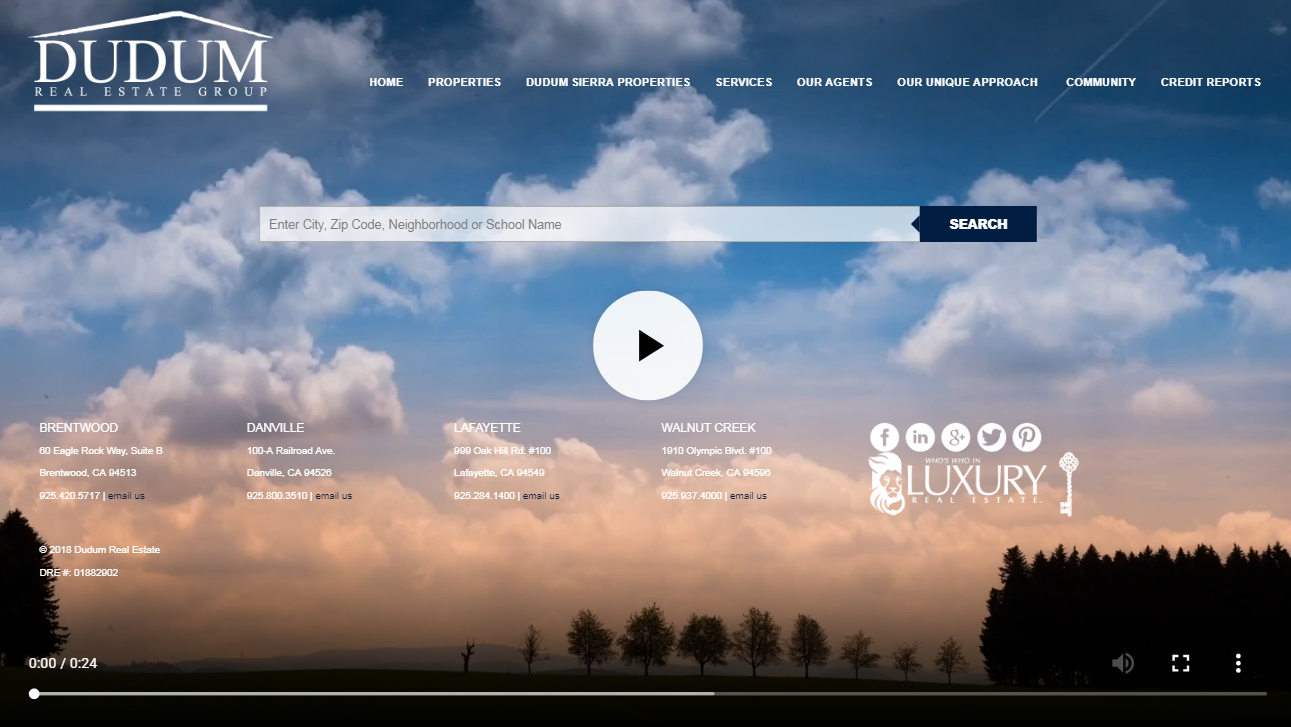 DUDUM
REAL ESTATE GROUP
HOME PROPERTIES DUDUM SIERRA PROPERTIES SERVICES OUR AGENTS OUR UNIQUE APPROACH COMMUNITY CREDIT REPORTS
Enter City, Zip Code, Neighborhood or School Name SEARCH
BRENTWOOD
60 Eagle Rock Way, Suite B
Brentwood, CA 94513
925.420.5717 | email us
DANVILLE
100-A Railroad Ave.
Danville, CA 94526
925.800.3510 | email us
LAFAYETTE
999 Oak Hill Rd. #100
Lafayette, CA 94549
925.284.1400 | email us
WALNUT CREEK
1910 Olympic Blvd. #100
Walnut Creek, CA 94596
925.937.4000 | email us
f in g+
WHO'S WHO IN
LUXURY
REAL ESTATE.
© 2018 Dudum Real Estate
DRE #: 01882902
0:00 / 0:24